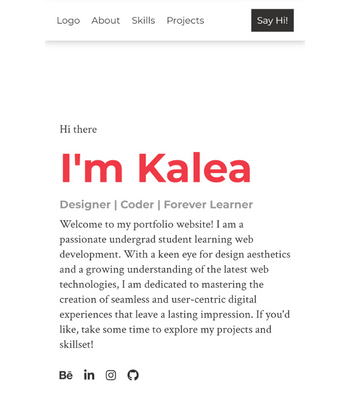 Logo About Skills Projects Say Hi!
Hi there
I'm Kalea
Designer | Coder | Forever Learner
Welcome to my portfolio website! I am a
passionate undergrad student learning web
development. With a keen eye for design aesthetics
and a growing understanding of the latest web
technologies, I am dedicated to mastering the
creation of seamless and user-centric digital
experiences that leave a lasting impression. If you'd
like, take some time to explore my projects and
skillset!
Bē in